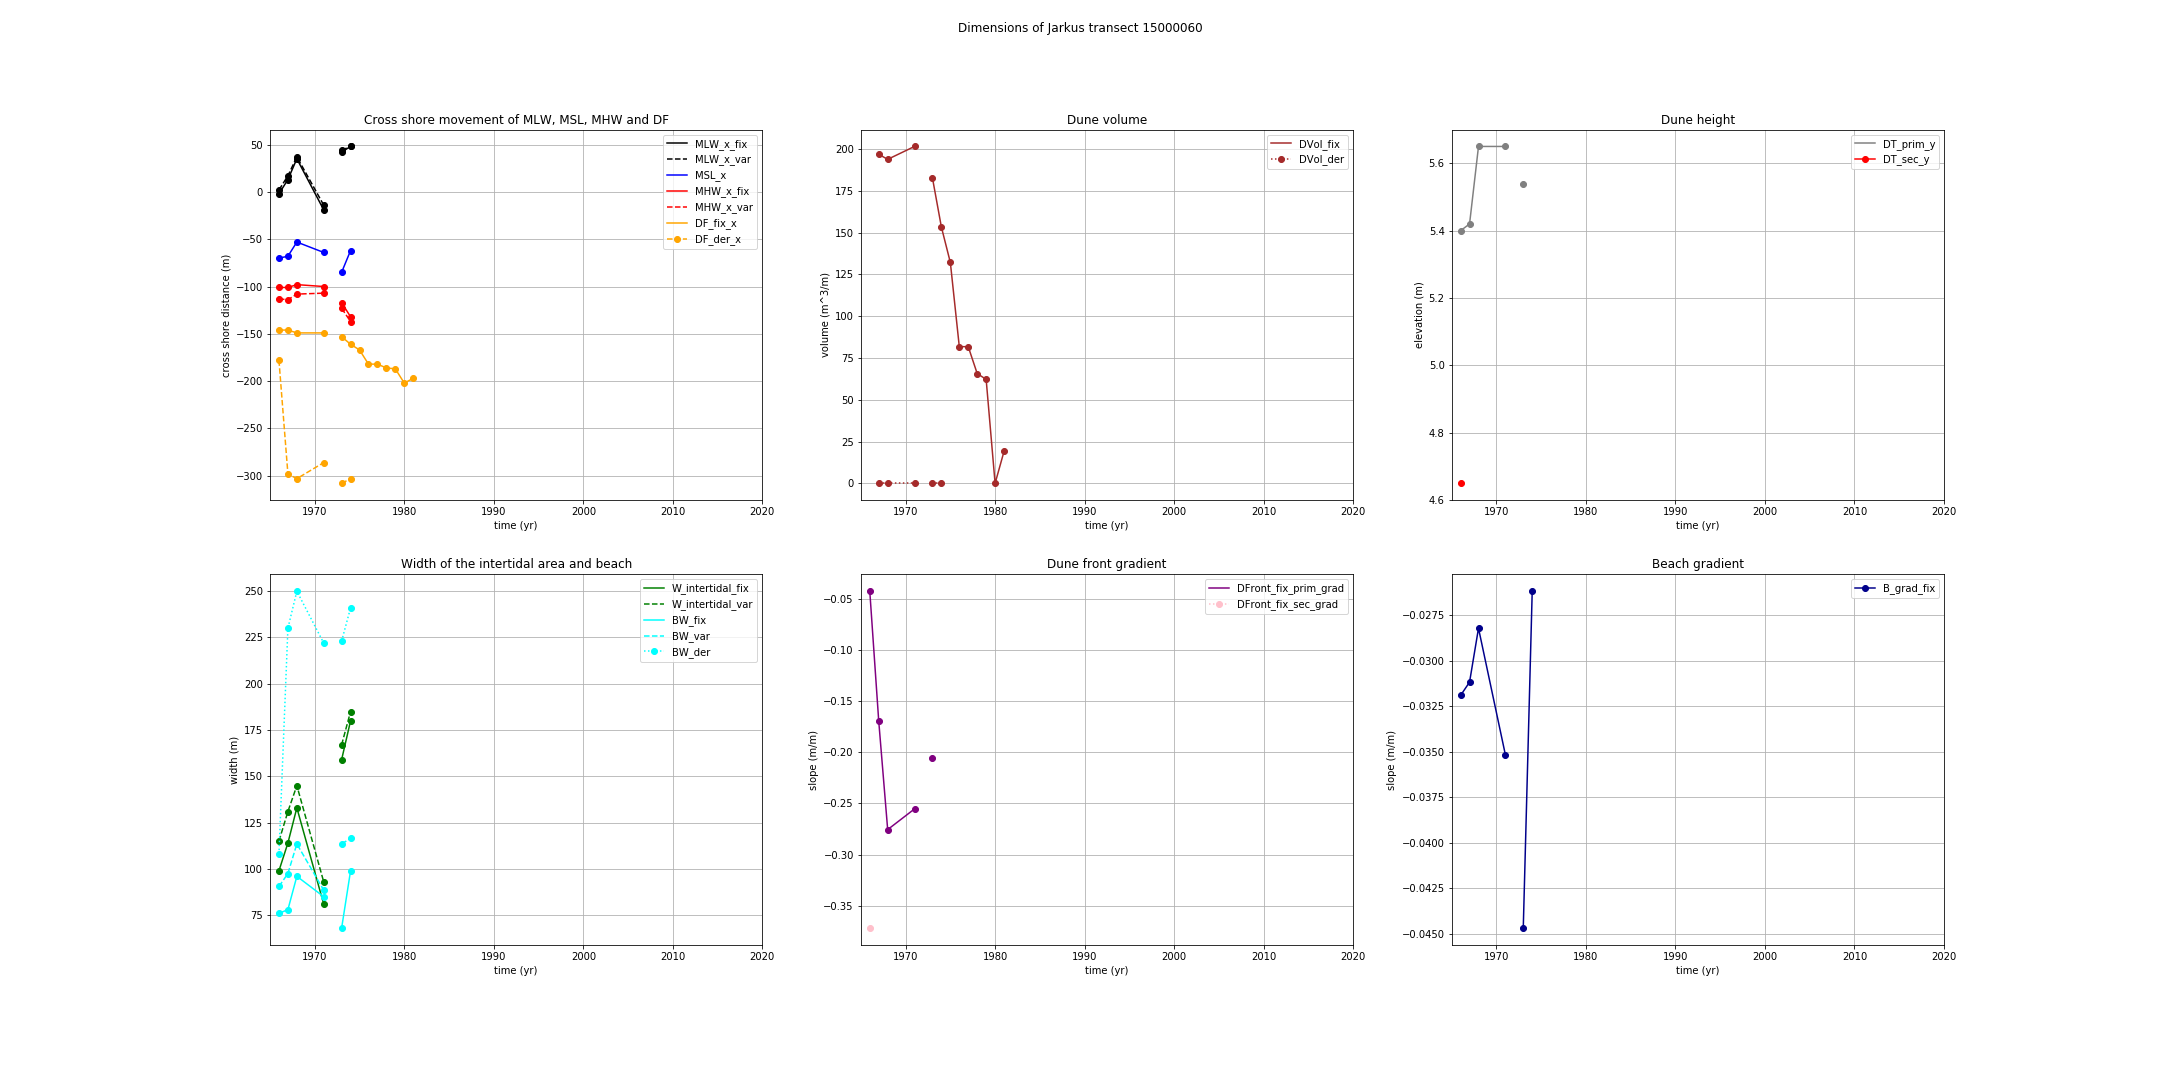 Dimensions of Jarkus transect 15000060
Cross shore movement of MLW, MSL, MHW and DF
50
0
−50
−100
−150
−200
−250
−300
cross shore distance (m)
1970 1980 1990 2000 2010 2020
time (yr)
MLW_x_fix
MLW_x_var
MSL_x
MHW_x_fix
MHW_x_var
DF_fix_x
DF_der_x
Dune volume
200
175
150
125
100
75
50
25
0
volume (m^3/m)
1970 1980 1990 2000 2010 2020
time (yr)
DVol_fix
DVol_der
Dune height
5.6
5.4
5.2
5.0
4.8
4.6
elevation (m)
1970 1980 1990 2000 2010 2020
time (yr)
DT_prim_y
DT_sec_y
Width of the intertidal area and beach
250
225
200
175
150
125
100
75
width (m)
1970 1980 1990 2000 2010 2020
time (yr)
W_intertidal_fix
W_intertidal_var
BW_fix
BW_var
BW_der
Dune front gradient
−0.05
−0.10
−0.15
−0.20
−0.25
−0.30
−0.35
slope (m/m)
1970 1980 1990 2000 2010 2020
time (yr)
DFront_fix_prim_grad
DFront_fix_sec_grad
Beach gradient
−0.0275
−0.0300
−0.0325
−0.0350
−0.0375
−0.0400
−0.0425
−0.0450
slope (m/m)
1970 1980 1990 2000 2010 2020
time (yr)
B_grad_fix